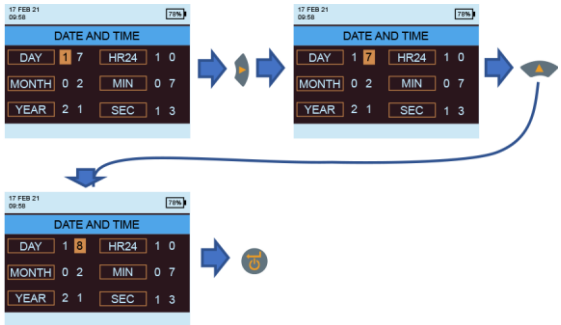 17 FEB 21
09:58
78%
DATE AND TIME
DAY 1 7 HR24 1 0
MONTH 0 2 MIN 0 7
YEAR 2 1 SEC 1 3
17 FEB 21
09:58
78%
DATE AND TIME
DAY 1 7 HR24 1 0
MONTH 0 2 MIN 0 7
YEAR 2 1 SEC 1 3
17 FEB 21
09:58
78%
DATE AND TIME
DAY 1 8 HR24 1 0
MONTH 0 2 MIN 0 7
YEAR 2 1 SEC 1 3